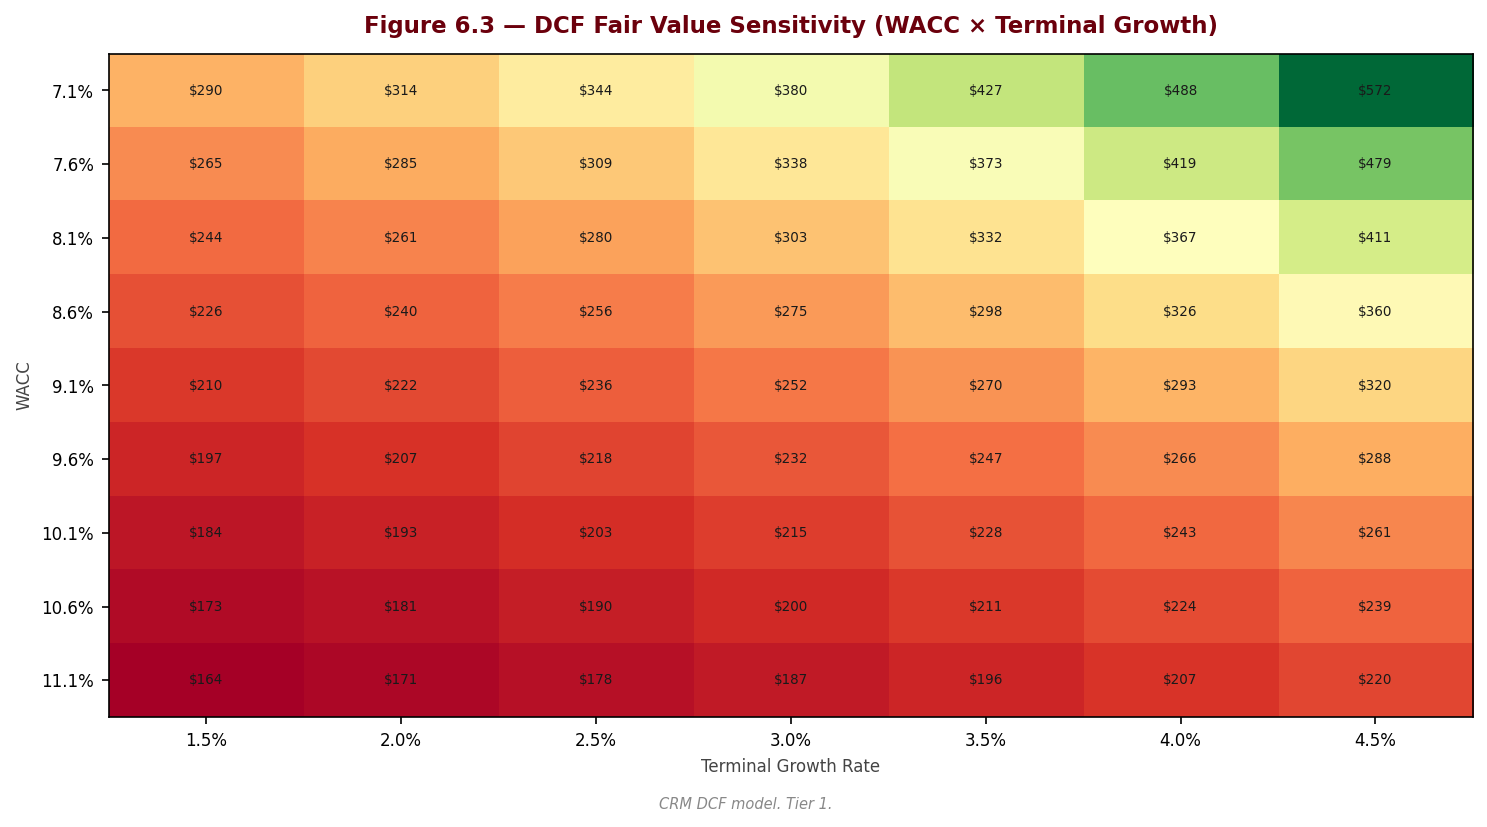 Figure 6.3 — DCF Fair Value Sensitivity (WACC × Terminal Growth)
7.1% $290 $314 $344 $380 $427 $488 $572
7.6% $265 $285 $309 $338 $373 $419 $479
8.1% $244 $261 $280 $303 $332 $367 $411
8.6% $226 $240 $256 $275 $298 $326 $360
WACC
9.1% $210 $222 $236 $252 $270 $293 $320
9.6% $197 $207 $218 $232 $247 $266 $288
10.1% $184 $193 $203 $215 $228 $243 $261
10.6% $173 $181 $190 $200 $211 $224 $239
11.1% $164 $171 $178 $187 $196 $207 $220
1.5% 2.0% 2.5% 3.0% 3.5% 4.0% 4.5%
Terminal Growth Rate
CRM DCF model. Tier 1.